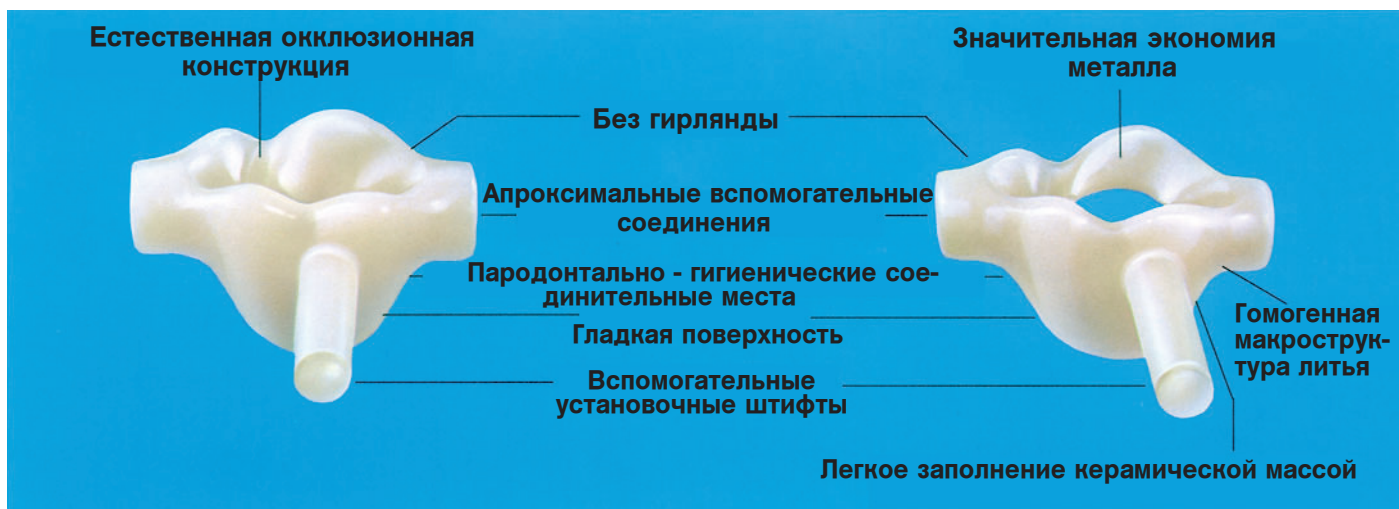 Естественная окклюзионная
конструкция
Значительная экономия
металла
Без гирлянды
Апроксимальные вспомогательные
соединения
Пародонтально - гигиенические сое-
динительные места
Гладкая поверхность
Гомогенная
макрострук-
тура литья
Вспомогательные
установочные штифты
Легкое заполнение керамической массой